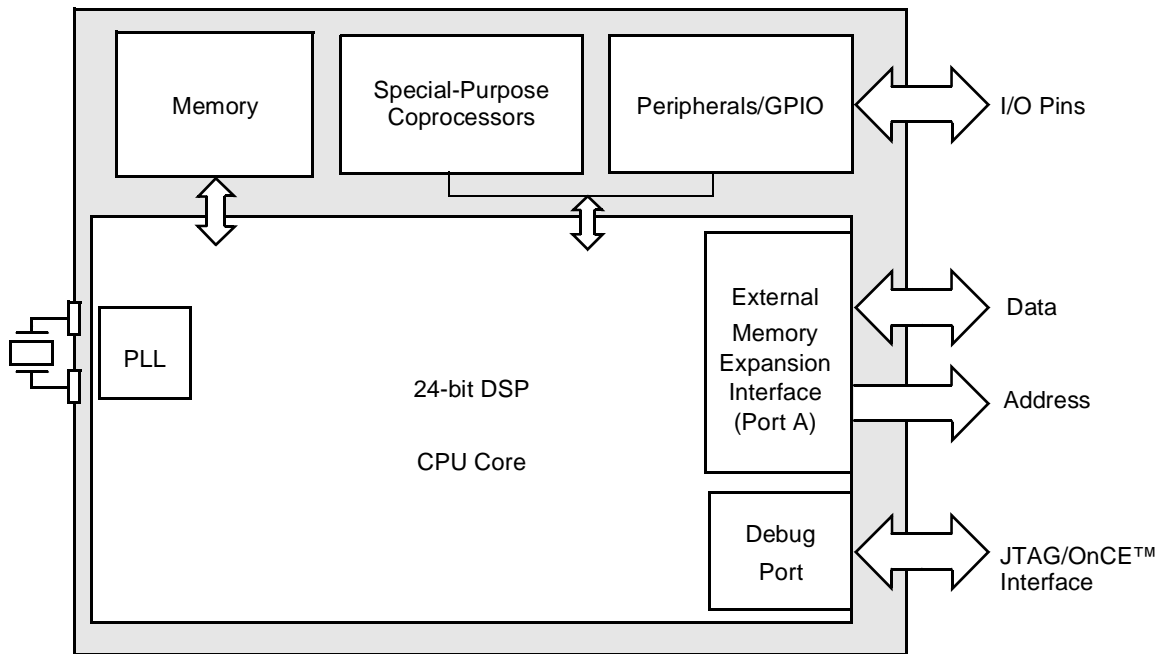 Memory
Special-Purpose
Coprocessors
Peripherals/GPIO
I/O Pins
PLL
24-bit DSP
CPU Core
External
Memory
Expansion
Interface
(Port A)
Data
Address
Debug
Port
JTAG/OnCE™
Interface